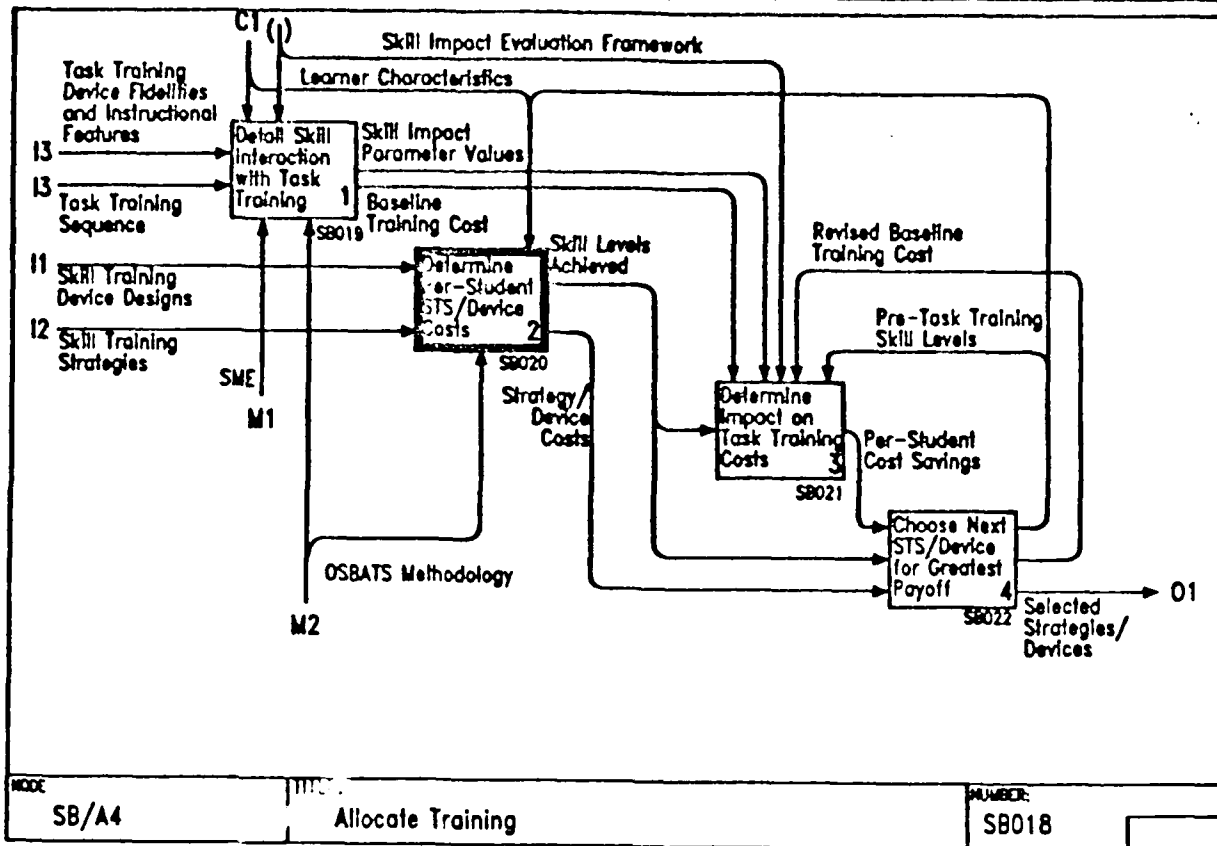 C1 ( )
Skill Impact Evaluation Framework
Learner Characteristics
Task Training
Device Fidelities
and Instructional
Features
I3
I3
Task Training
Sequence
Detail Skill
Interaction
with Task
Training 1
SB019
Skill Impact
Parameter Values
Baseline
Training Cost
I1
Skill Training
Device Designs
I2
Skill Training
Strategies
SME
M1
Determine
Per-Student
STS/Device
Costs 2
SB020
Skill Levels
Achieved
Strategy/
Device
Costs
Revised Baseline
Training Cost
Pre-Task Training
Skill Levels
Determine
Impact on
Task Training
Costs 3
SB021
Per-Student
Cost Savings
Choose Next
STS/Device
for Greatest
Payoff 4
SB022
O1
Selected
Strategies/
Devices
OSBATS Methodology
M2
NODE
SB/A4
Allocate Training
NUMBER:
SB018